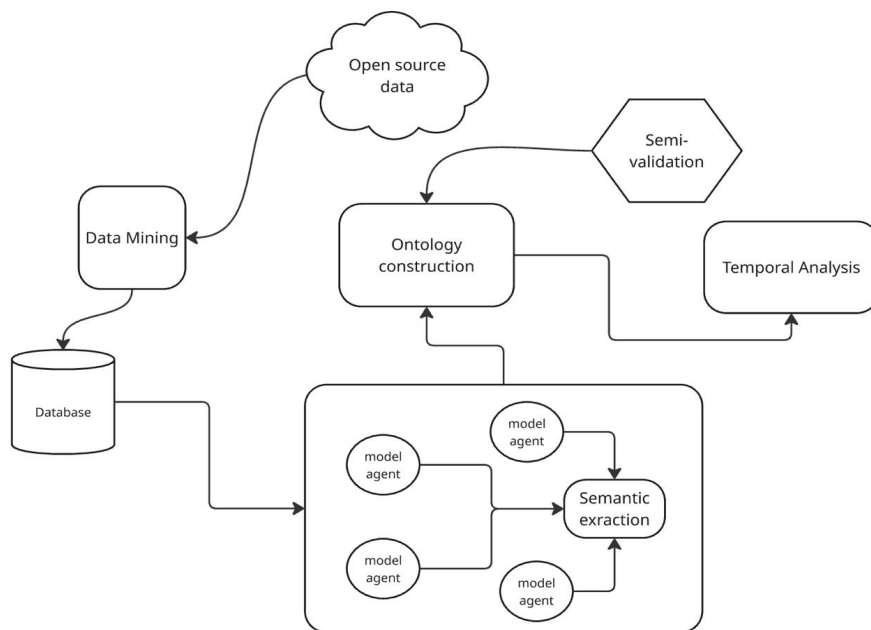 Open source
data
Semi-
validation
Data Mining
Ontology
construction
Temporal Analysis
Database
model
agent
model
agent
Semantic
exraction
model
agent
model
agent